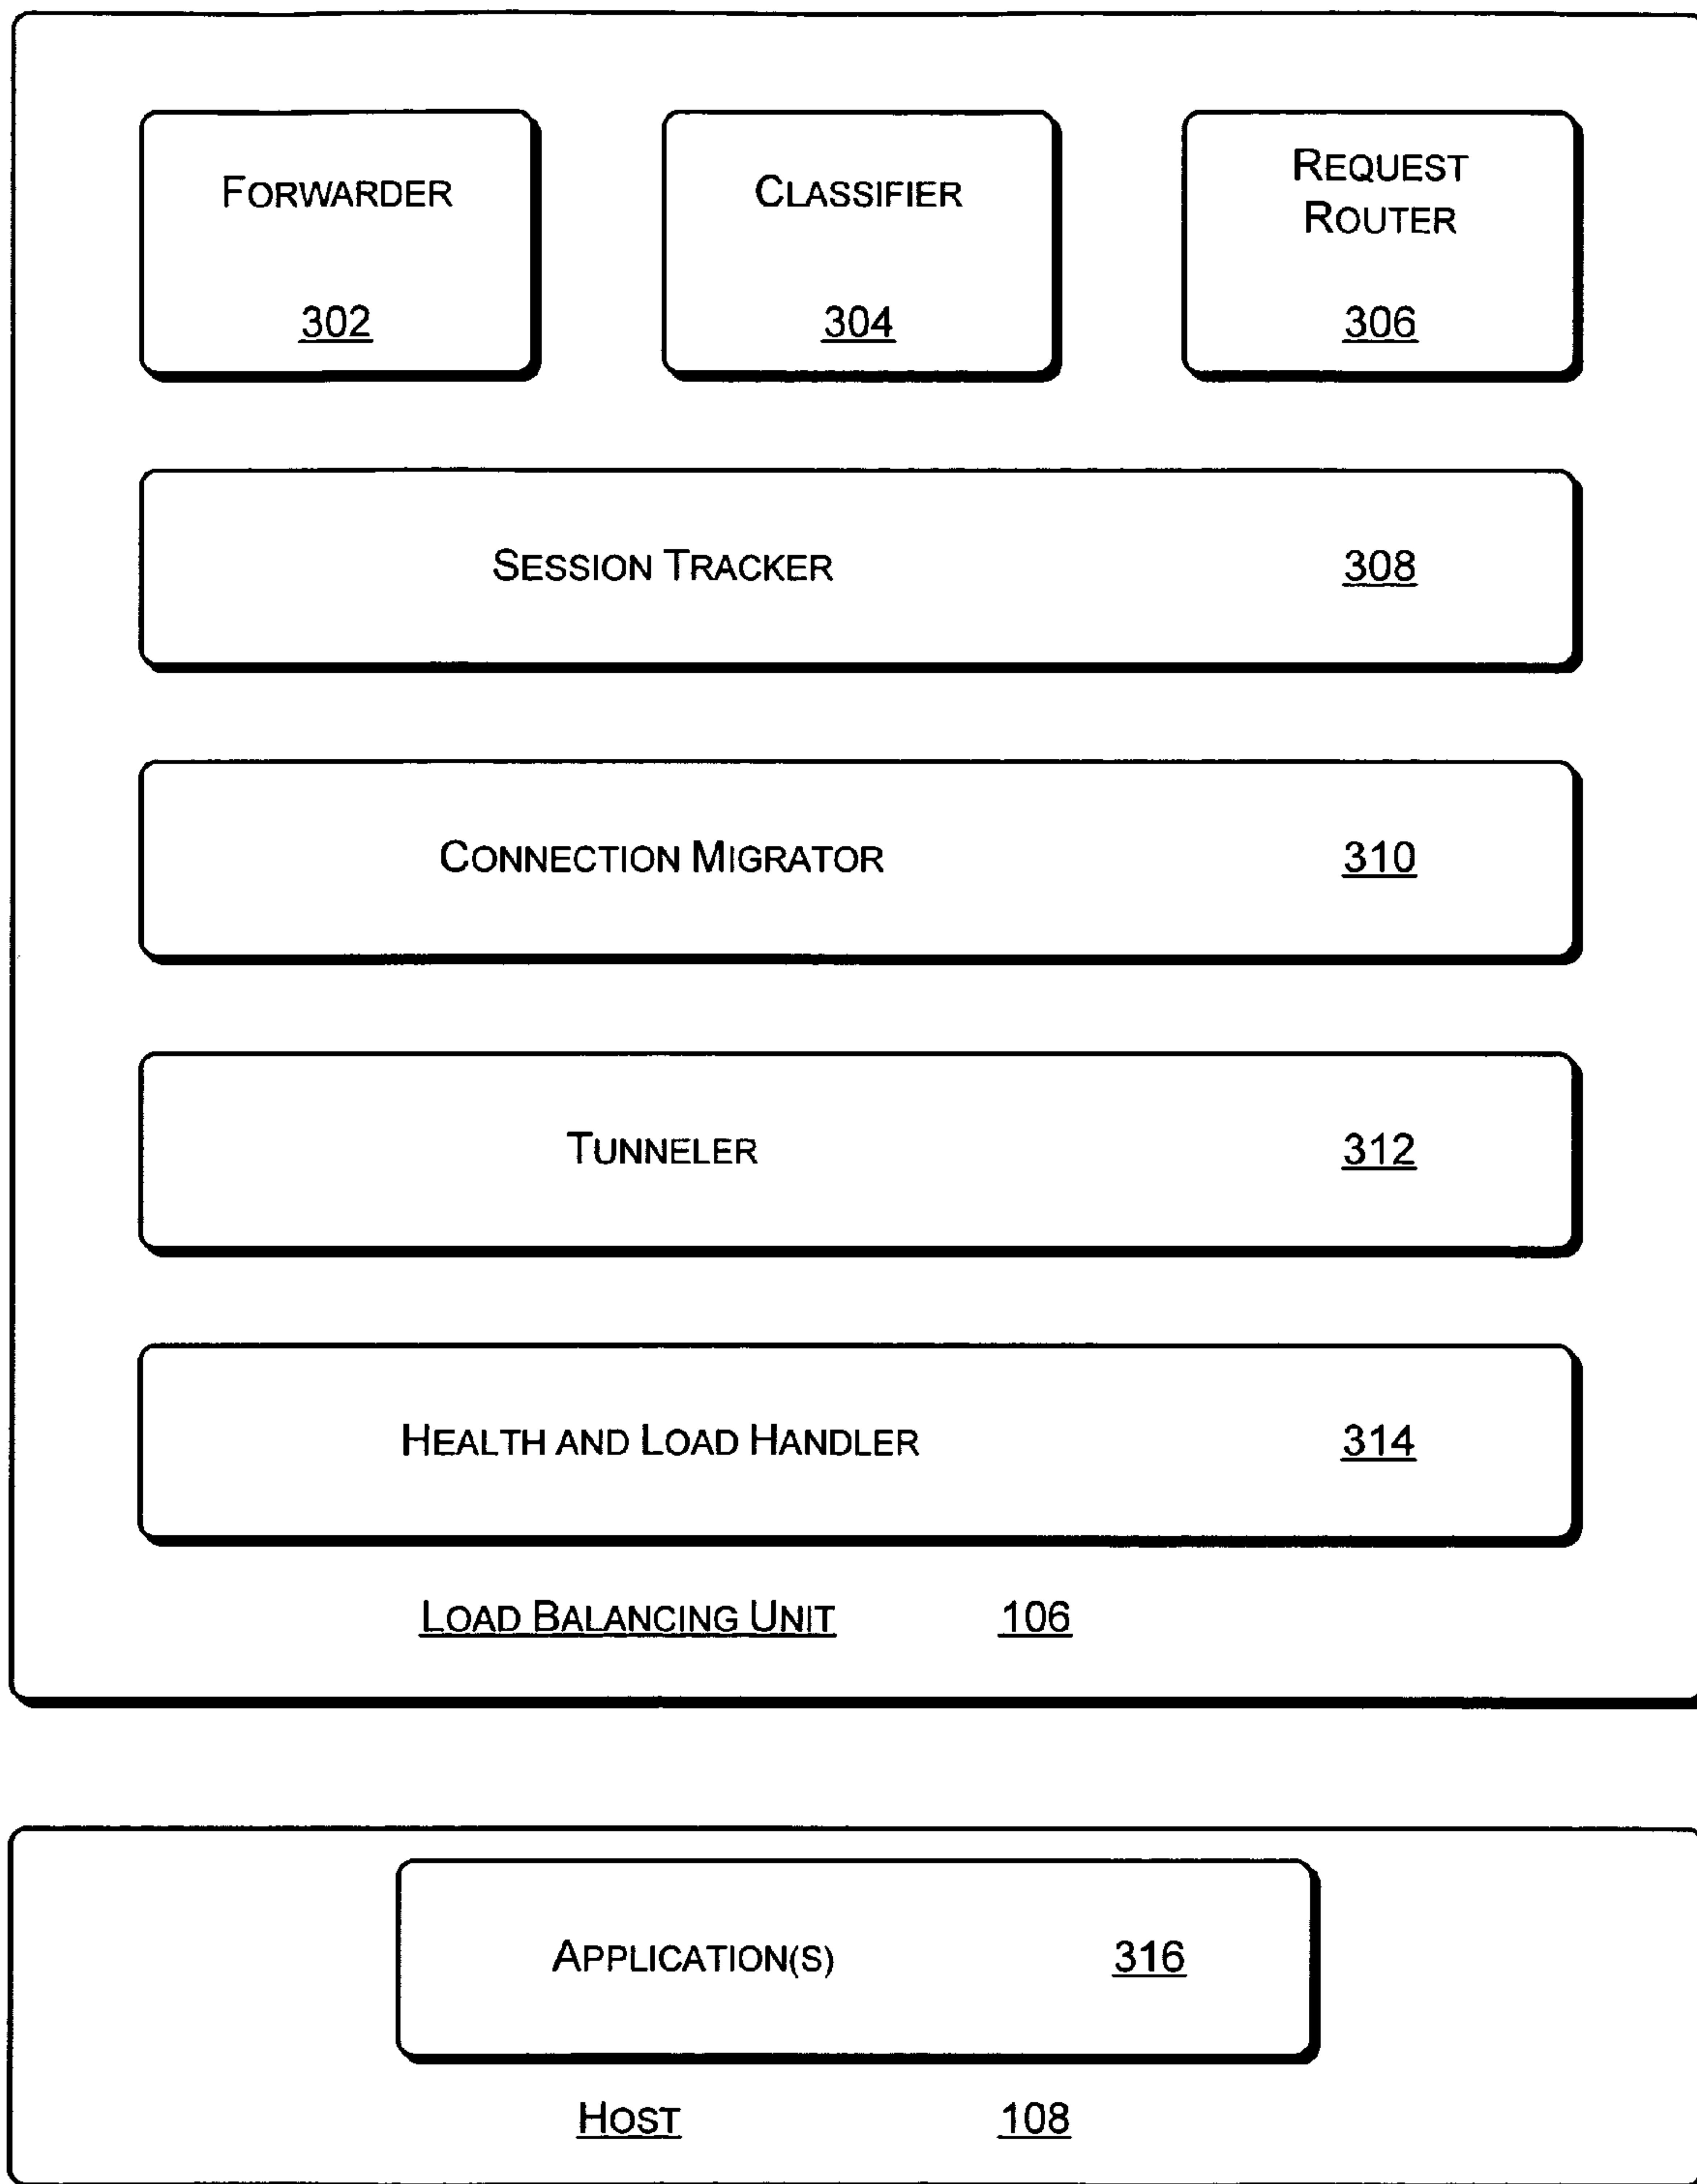 FORWARDER
302
CLASSIFIER
304
REQUEST
ROUTER
306
SESSION TRACKER 308
CONNECTION MIGRATOR 310
TUNNELER 312
HEALTH AND LOAD HANDLER 314
LOAD BALANCING UNIT 106
APPLICATION(S) 316
HOST 108